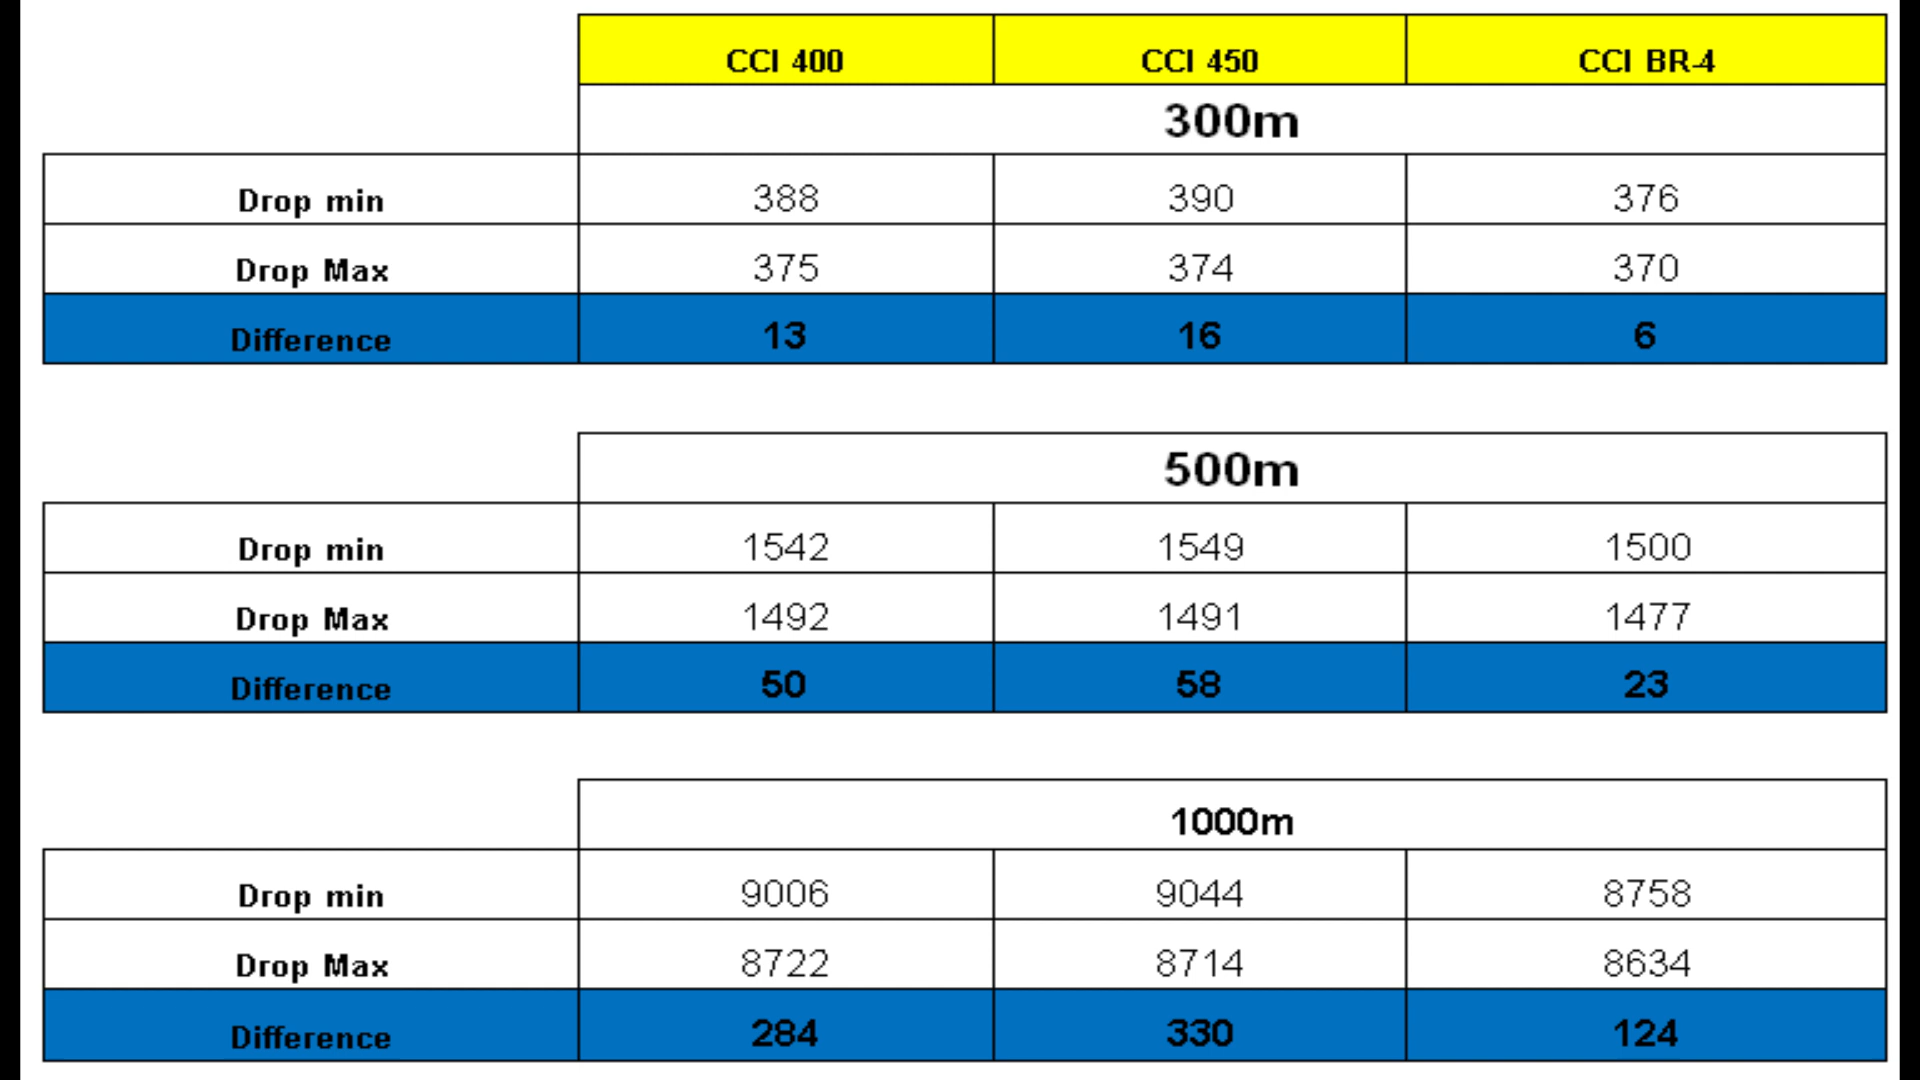 CCI 400 CCI 450 CCI BR-4
300m
Drop min 388 390 376
Drop Max 375 374 370
Difference 13 16 6
500m
Drop min 1542 1549 1500
Drop Max 1492 1491 1477
Difference 50 58 23
1000m
Drop min 9006 9044 8758
Drop Max 8722 8714 8634
Difference 284 330 124